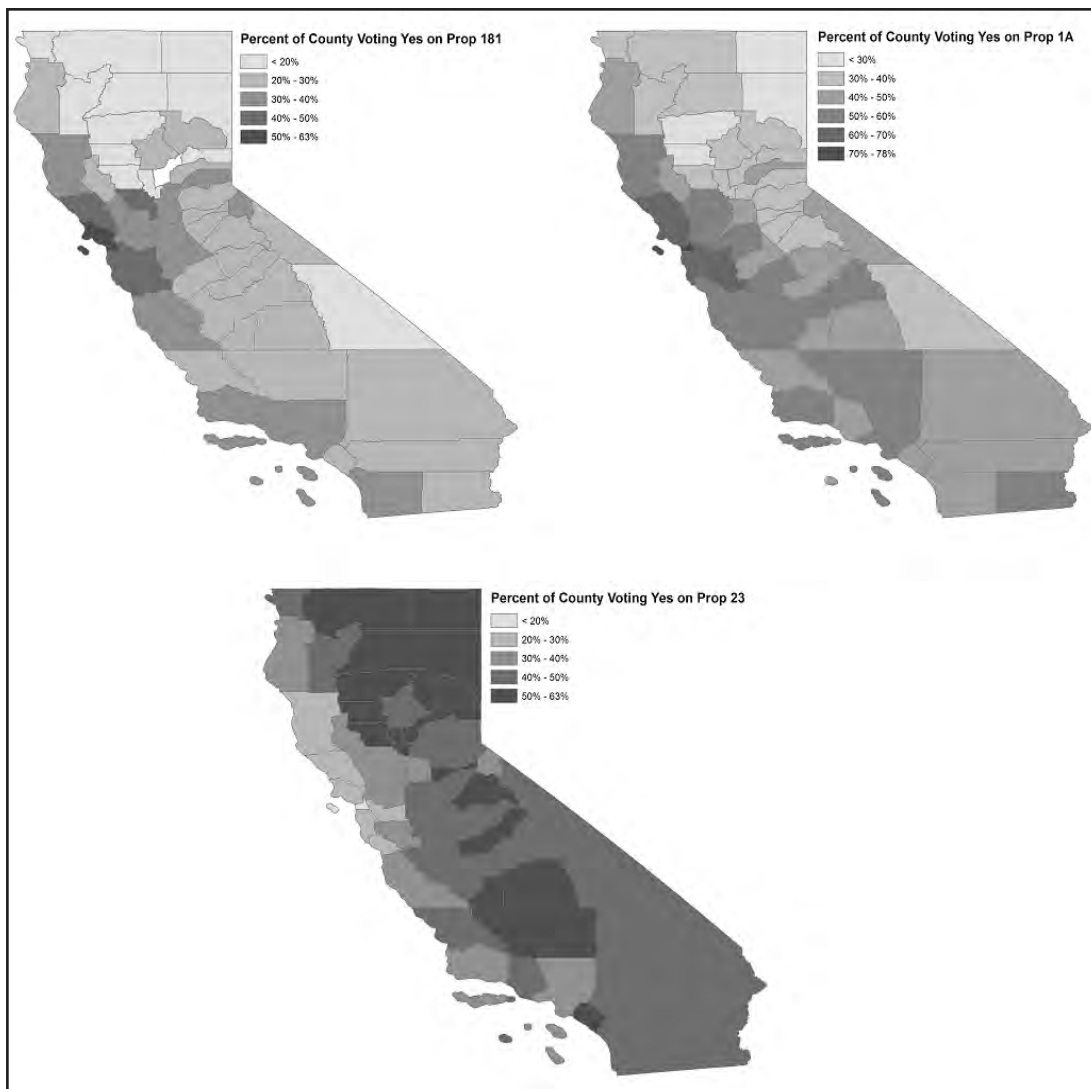 Percent of County Voting Yes on Prop 181
< 20%
20% - 30%
30% - 40%
40% - 50%
50% - 63%
Percent of County Voting Yes on Prop 1A
< 30%
30% - 40%
40% - 50%
50% - 60%
60% - 70%
70% - 78%
Percent of County Voting Yes on Prop 23
< 20%
20% - 30%
30% - 40%
40% - 50%
50% - 63%